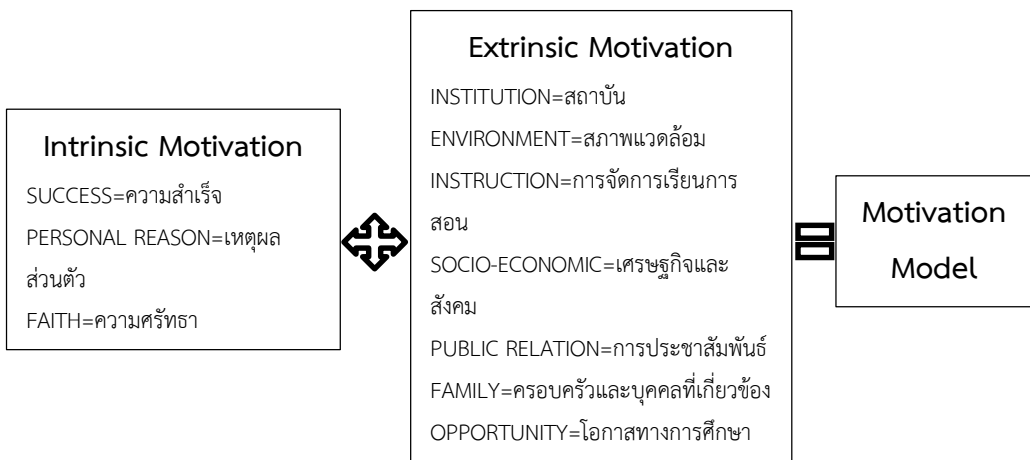 Intrinsic Motivation
SUCCESS=ความสำเร็จ
PERSONAL REASON=เหตุผล
ส่วนตัว
FAITH=ความศรัทธา
Extrinsic Motivation
INSTITUTION=สถาบัน
ENVIRONMENT=สภาพแวดล้อม
INSTRUCTION=การจัดการเรียนการ
สอน
SOCIO-ECONOMIC=เศรษฐกิจและ
สังคม
PUBLIC RELATION=การประชาสัมพันธ์
FAMILY=ครอบครัวและบุคคลที่เกี่ยวข้อง
OPPORTUNITY=โอกาสทางการศึกษา
Motivation
Model